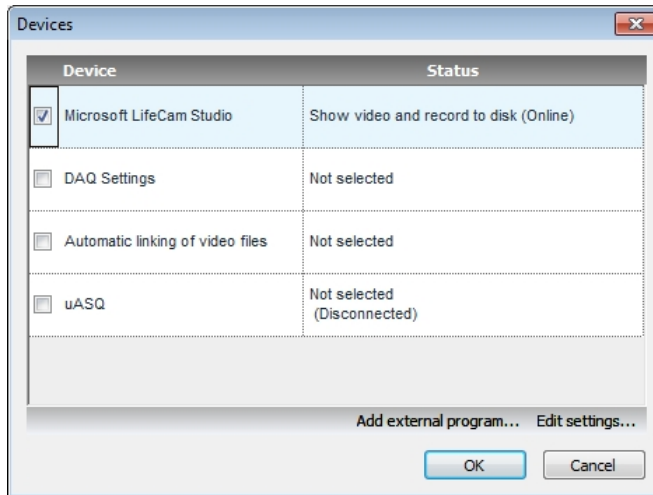 Devices
Device Status
Microsoft LifeCam Studio Show video and record to disk (Online)
DAQ Settings Not selected
Automatic linking of video files Not selected
uASQ Not selected
(Disconnected)
Add external program... Edit settings...
OK Cancel